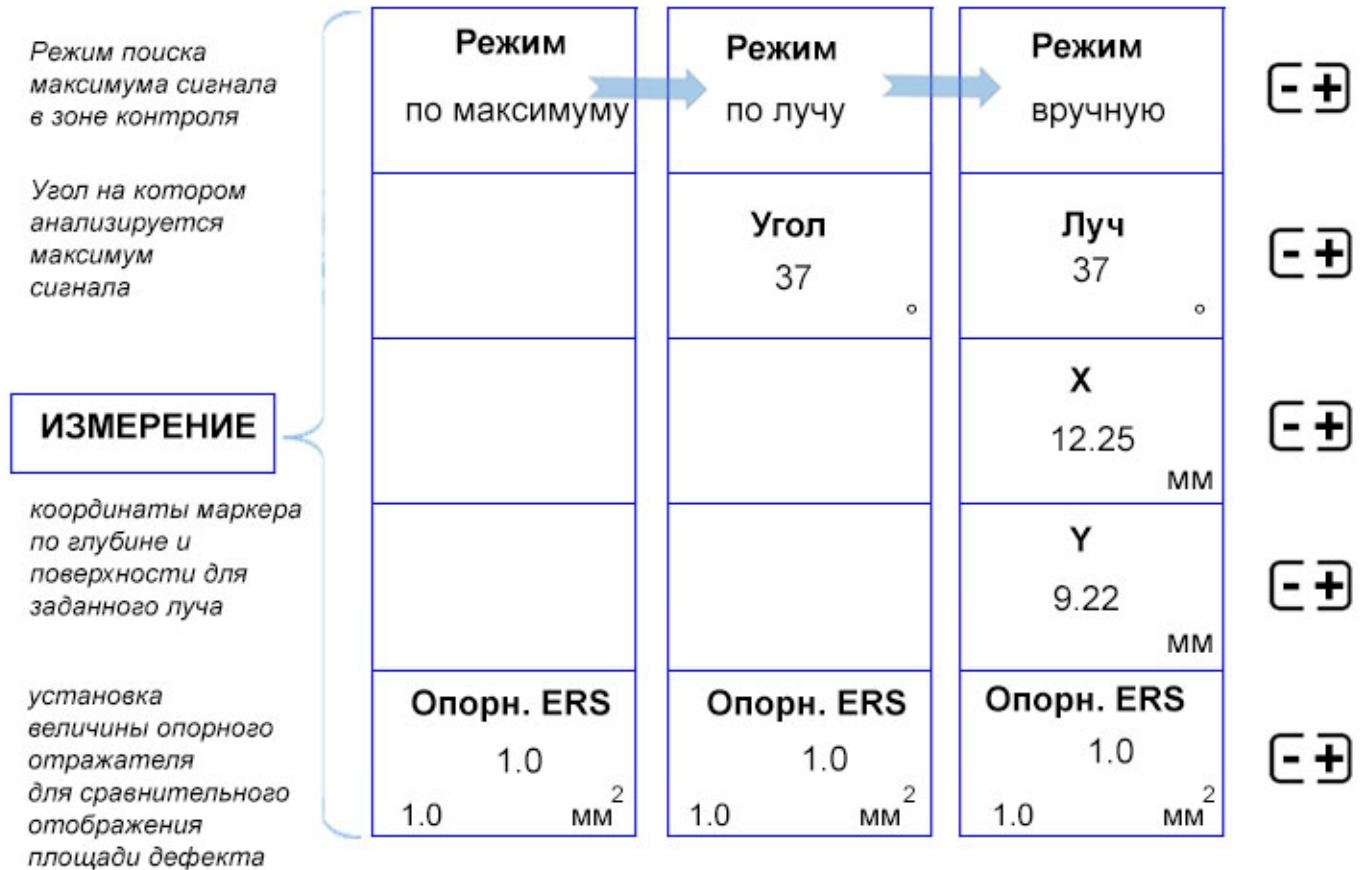 Режим поиска
максимума сигнала
в зоне контроля
Угол на котором
анализируется
максимум
сигнала
ИЗМЕРЕНИЕ
координаты маркера
по глубине и
поверхности для
заданного луча
установка
величины опорного
отражателя
для сравнительного
отображения
площади дефекта
Режим
по максимуму
Опорн. ERS
1.0
1.0 мм2
Режим
по лучу
Угол
37
°
Опорн. ERS
1.0
1.0 мм2
Режим
вручную
Луч
37
°
X
12.25
мм
Y
9.22
мм
Опорн. ERS
1.0
1.0 мм2
- +
- +
- +
- +
- +